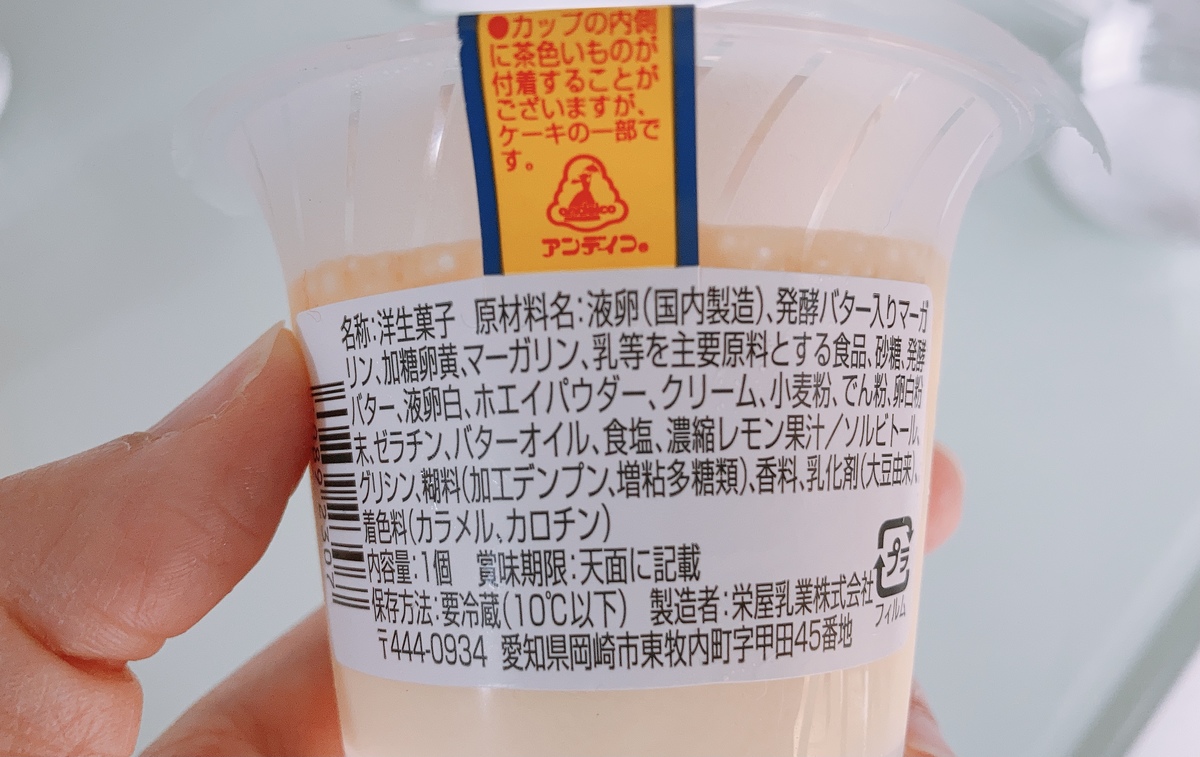 ●カップの内側
に茶色いものが
付着することが
ございますが、
ケーキの一部で
す。
アンデイコ®
名称:洋生菓子 原材料名:液卵(国内製造)、発酵バター入りマーガ
リン、加糖卵黄、マーガリン、乳等を主要原料とする食品、砂糖、発酵
バター、液卵白、ホエイパウダー、クリーム、小麦粉、でん粉、卵白粉
末、ゼラチン、バターオイル、食塩、濃縮レモン果汁/ソルビトール、
グリシン、糊料(加工デンプン、増粘多糖類)、香料、乳化剤(大豆由来)、
着色料(カラメル、カロチン)
内容量:1個 賞味期限:天面に記載
保存方法:要冷蔵(10℃以下) 製造者:栄屋乳業株式会社
〒444-0934 愛知県岡崎市東牧内町字甲田45番地
プラ
フィルム